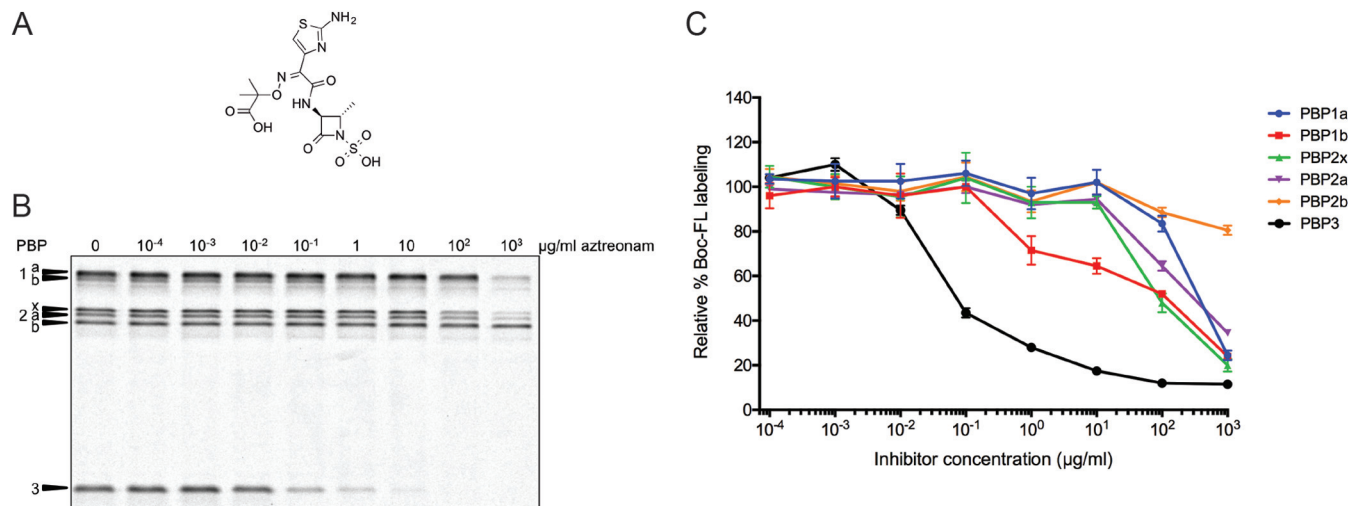 A
S
NH₂
N
N
O
O
O
OH
HN
O
N
O
S
O
OH
B
PBP 0 10⁻⁴ 10⁻³ 10⁻² 10⁻¹ 1 10 10² 10³ µg/ml aztreonam
1 a
b
x
2 a
b
3
C
Relative % Boc-FL labeling
140
120
100
80
60
40
20
0
10⁻⁴ 10⁻³ 10⁻² 10⁻¹ 10⁰ 10¹ 10² 10³
Inhibitor concentration (µg/ml)
PBP1a
PBP1b
PBP2x
PBP2a
PBP2b
PBP3